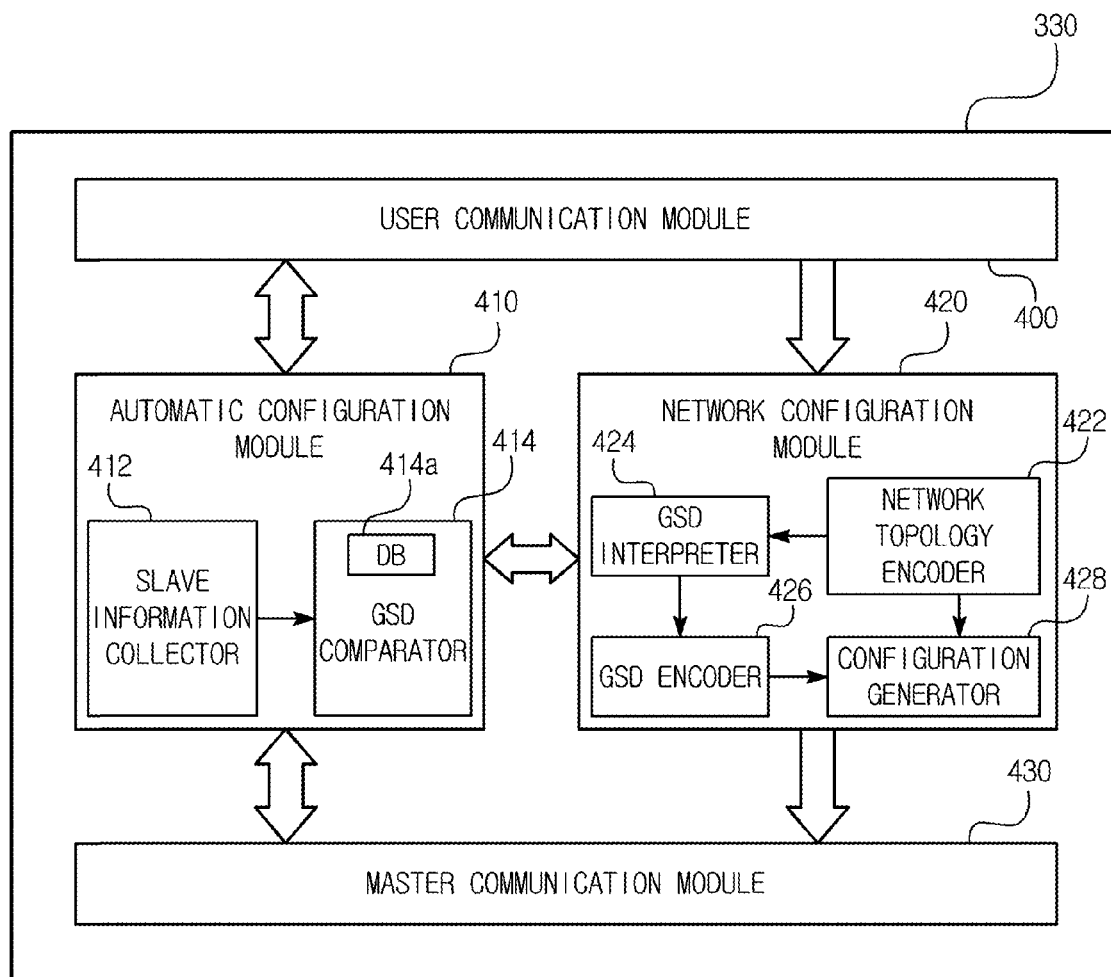 330
USER COMMUNICATION MODULE
400
410
420
AUTOMATIC CONFIGURATION
MODULE
412
414a
414
DB
SLAVE
INFORMATION
COLLECTOR
GSD
COMPARATOR
NETWORK CONFIGURATION
MODULE
424
422
GSD
INTERPRETER
NETWORK
TOPOLOGY
ENCODER
426
428
GSD ENCODER
CONFIGURATION
GENERATOR
430
MASTER COMMUNICATION MODULE